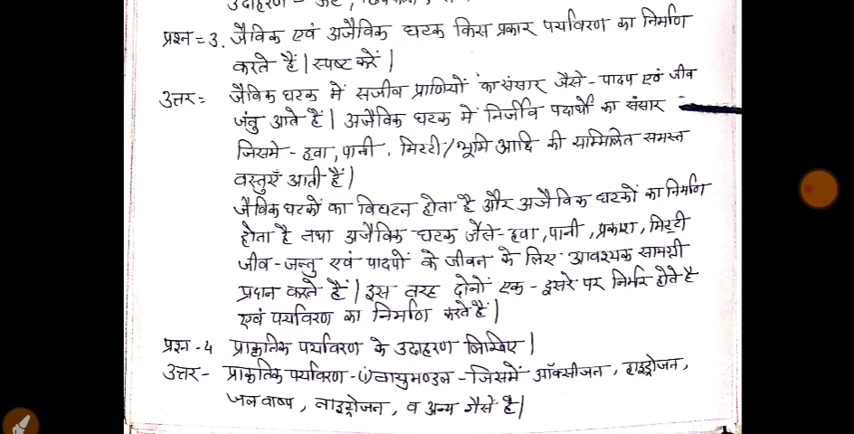 उदाहरण -
प्रश्न = 3. जैविक एवं अजैविक घटक किस प्रकार पर्यावरण का निर्माण
करते हैं | स्पष्ट करें |
उत्तर = जैविक घटक में सजीव प्राणियों का संसार जैसे - पादप एवं जीव
जंतु आते हैं | अजैविक घटक में निर्जीव पदार्थों का संसार
जिसमे - हवा, पानी, मिट्टी/भूमि आदि की सम्मिलित समस्त
वस्तुएँ आती हैं |
जैविक घटकों का विघटन होता है और अजैविक घटकों का निर्माण
होता है तथा अजैविक घटक जैसे - हवा, पानी, प्रकाश, मिट्टी
जीव - जन्तु एवं पादपों के जीवन के लिए आवश्यक सामग्री
प्रदान करते हैं | इस तरह दोनों एक - दूसरे पर निर्भर होते है
एवं पर्यावरण का निर्माण करते हैं |
प्रश्न - 4 प्राकृतिक पर्यावरण के उदाहरण लिखिए |
उत्तर - प्राकृतिक पर्यावरण - (i) वायुमण्डल - जिसमें ऑक्सीजन, हाइड्रोजन,
जलवाष्प, नाइट्रोजन, व अन्य गैसे है |